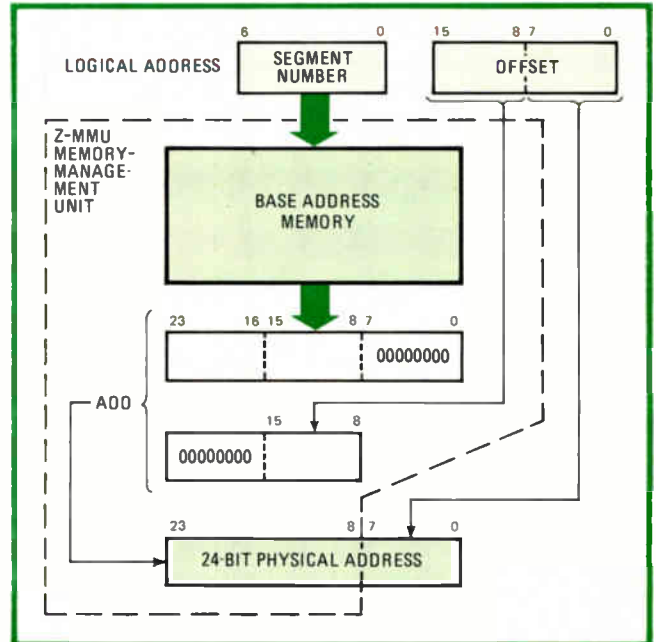 6 0 15 8 7 0
LOGICAL ADDRESS
SEGMENT
NUMBER
OFFSET
Z-MMU
MEMORY-
MANAGE-
MENT
UNIT
BASE ADDRESS
MEMORY
23 16 15 8 7 0
00000000
ADD
15 8
00000000
23 8 7 0
24-BIT PHYSICAL ADDRESS